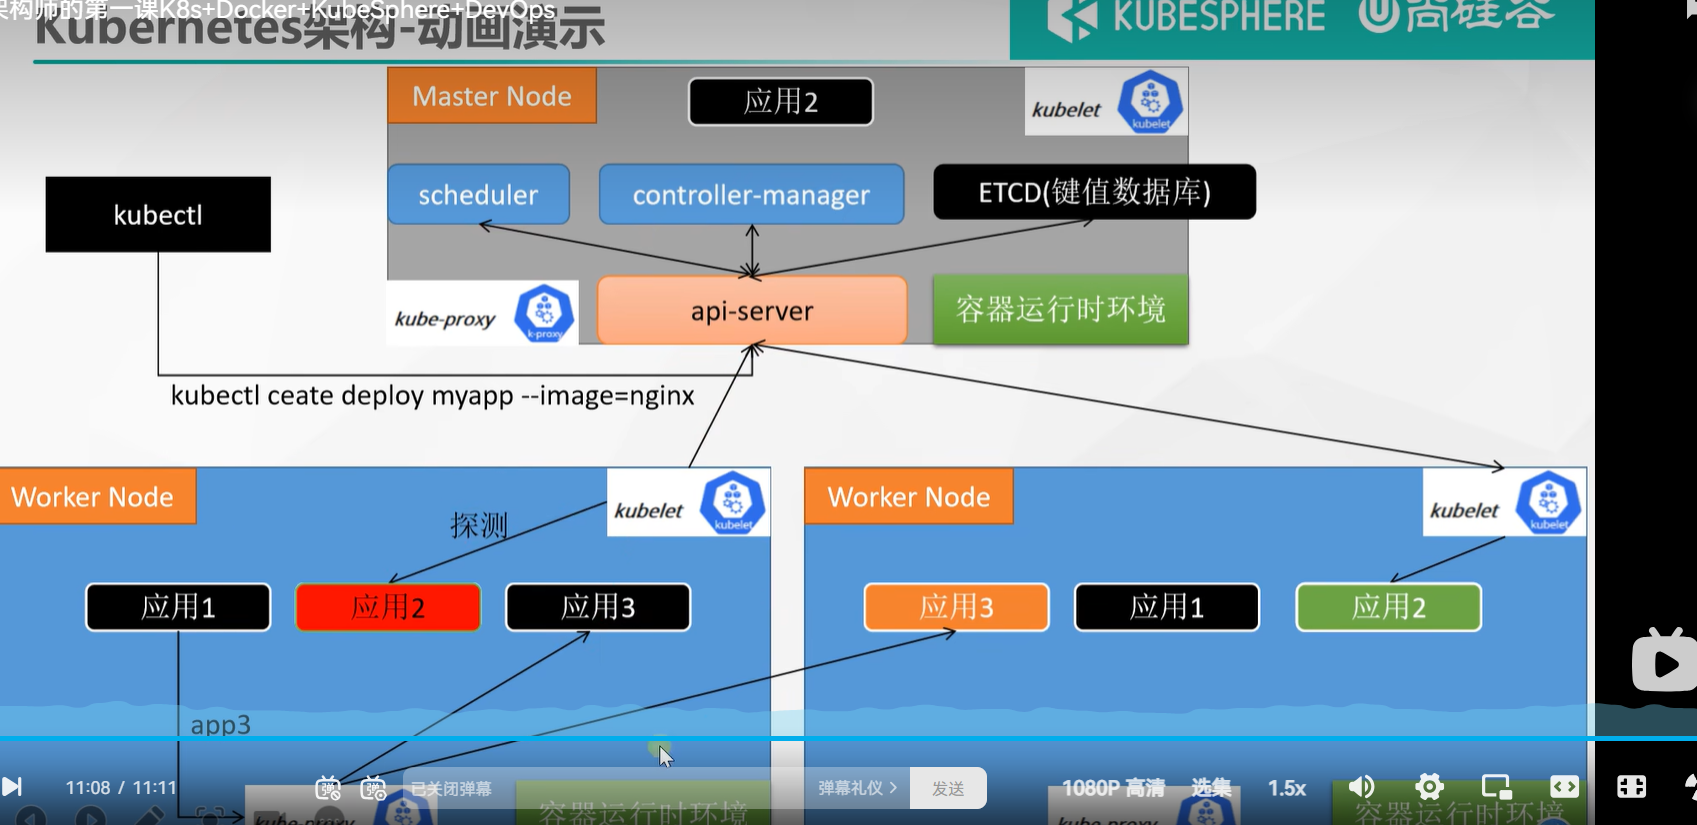 架构师的第一课K8s+Docker+KubeSphere+DevOps
Kubernetes架构-动画演示
KUBESPHERE
尚硅谷
Master Node
应用2
kubelet
kubelet
kubectl
scheduler
controller-manager
ETCD(键值数据库)
kube-proxy
k-proxy
api-server
容器运行时环境
kubectl ceate deploy myapp --image=nginx
Worker Node
kubelet
kubelet
探测
应用1
应用2
应用3
app3
Worker Node
kubelet
kubelet
应用3
应用1
应用2
11:08 / 11:11
弹
弹
已关闭弹幕
弹幕礼仪
发送
1080P 高清
选集
1.5x
kube-proxy
容器运行时环境
kube-proxy
容器运行时环境